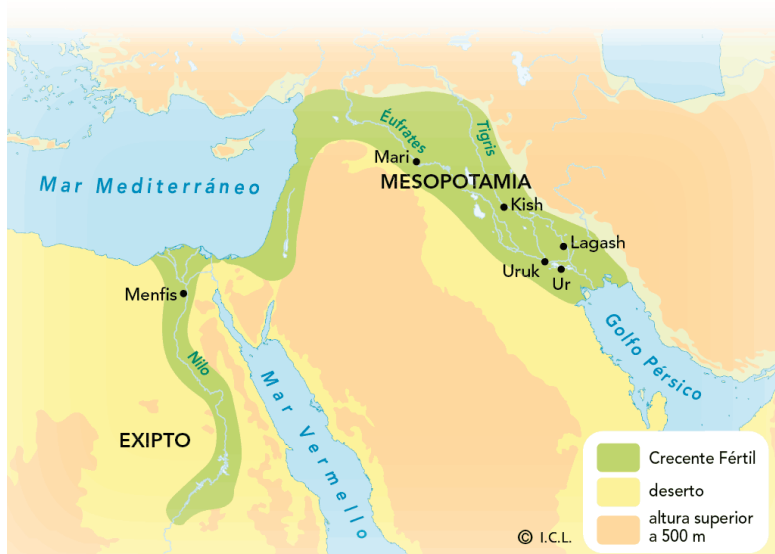 Éufrates
Tigris
Mari
MESOPOTAMIA
Mar Mediterráneo
Kish
Lagash
Uruk
Ur
Menfis
Golfo Pérsico
Nilo
Mar Vermello
EXIPTO
Crecente Fértil
deserto
altura superior
a 500 m
© I.C.L.